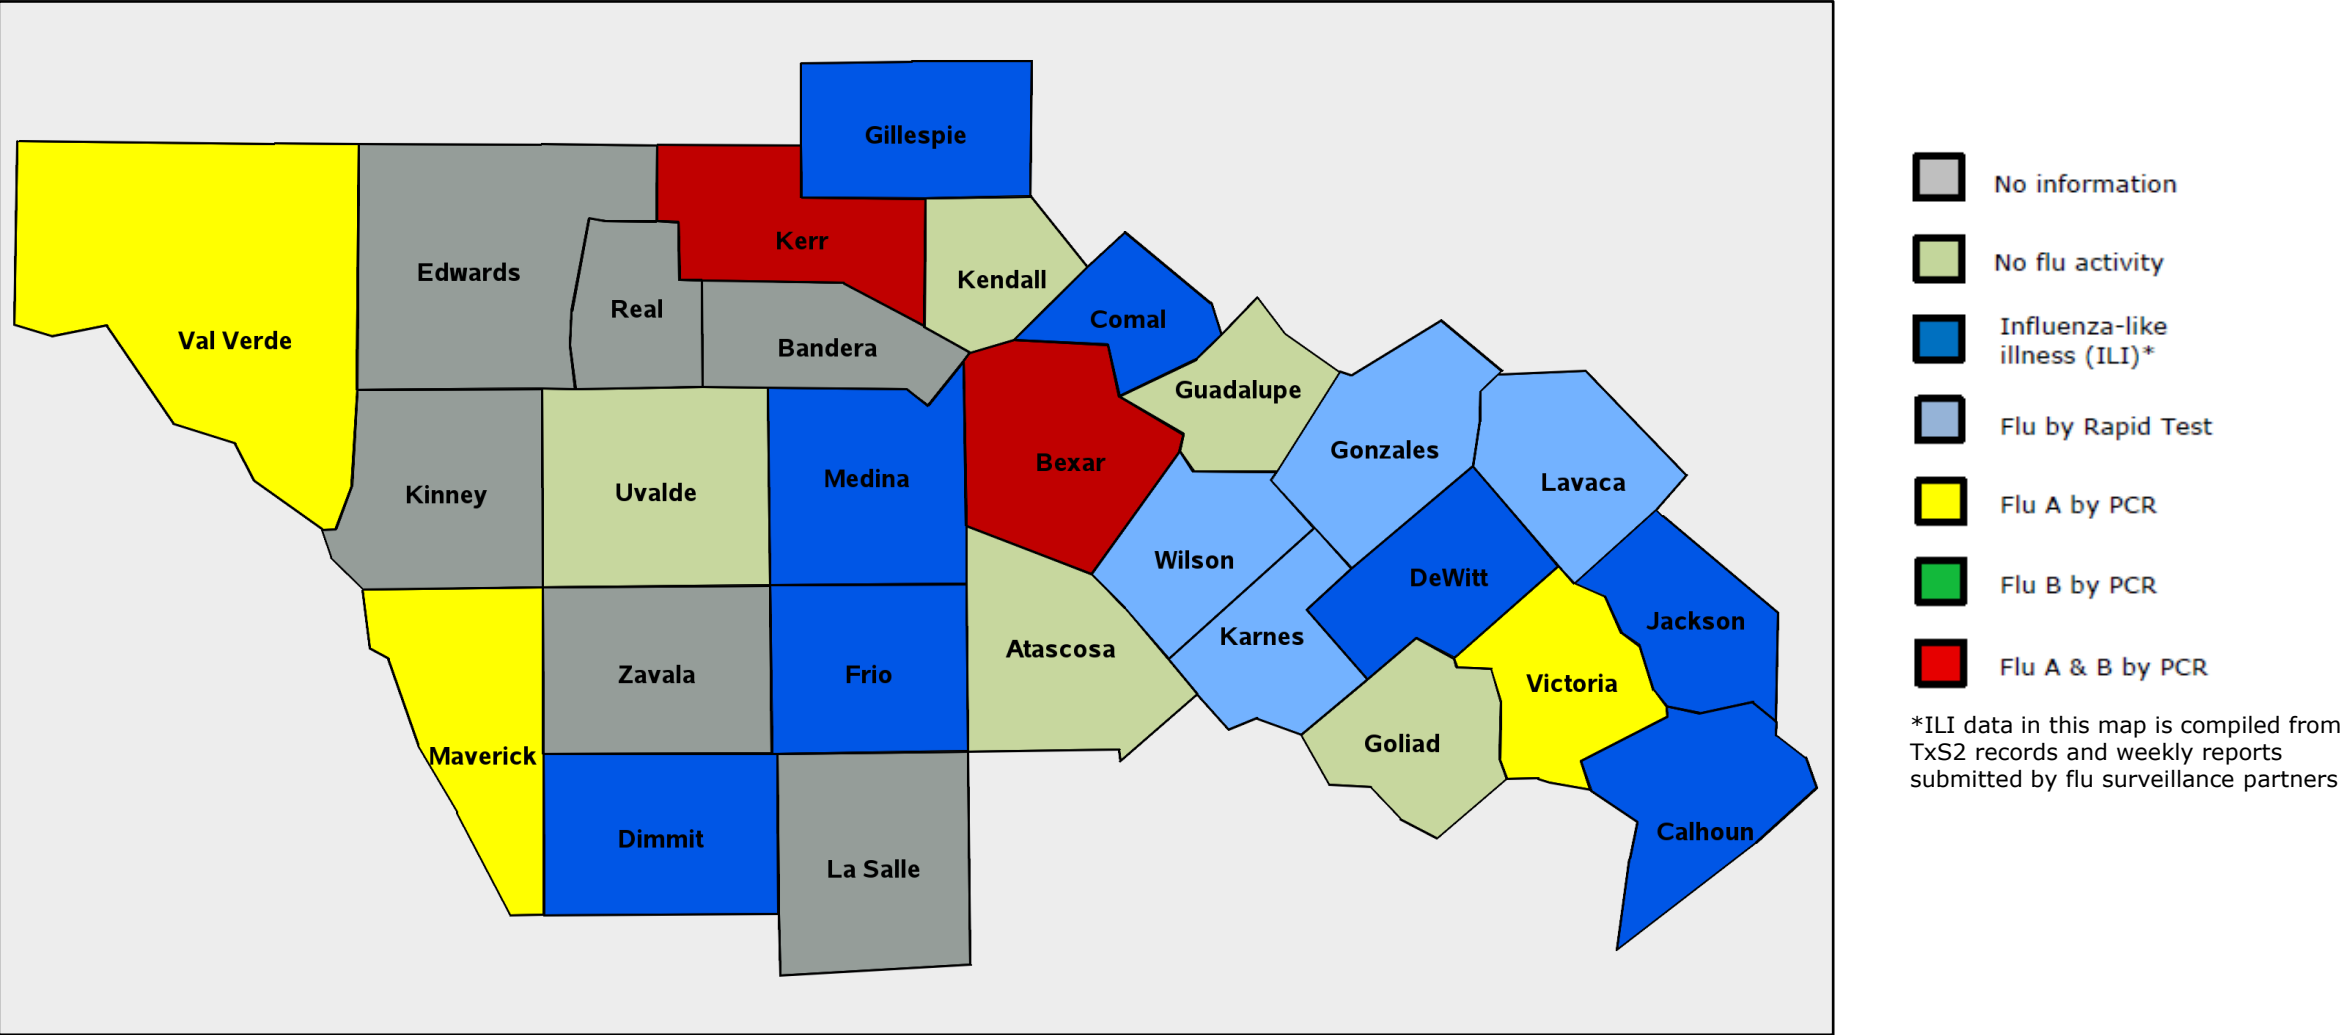 Gillespie
Kerr
Edwards
Kendall
Real
Comal
Val Verde
Bandera
Guadalupe
Gonzales
Bexar
Medina
Lavaca
Uvalde
Kinney
Wilson
DeWitt
Jackson
Karnes
Atascosa
Zavala
Frio
Victoria
Goliad
Maverick
Calhoun
Dimmit
La Salle
No information
No flu activity
Influenza-like
illness (ILI)*
Flu by Rapid Test
Flu A by PCR
Flu B by PCR
Flu A & B by PCR
*ILI data in this map is compiled from
TxS2 records and weekly reports
submitted by flu surveillance partners